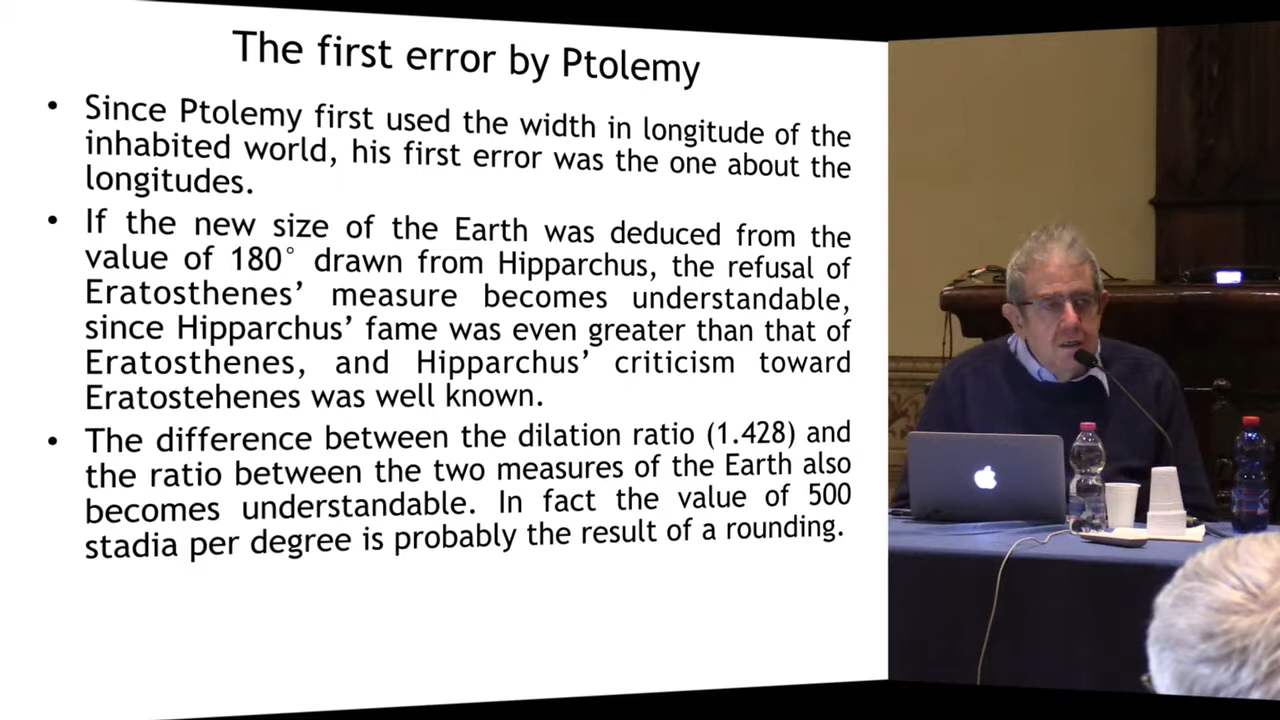 The first error by Ptolemy
• Since Ptolemy first used the width in longitude of the
inhabited world, his first error was the one about the
longitudes.
• If the new size of the Earth was deduced from the
value of 180° drawn from Hipparchus, the refusal of
Eratosthenes’ measure becomes understandable,
since Hipparchus’ fame was even greater than that of
Eratosthenes, and Hipparchus’ criticism toward
Eratostehenes was well known.
• The difference between the dilation ratio (1.428) and
the ratio between the two measures of the Earth also
becomes understandable. In fact the value of 500
stadia per degree is probably the result of a rounding.